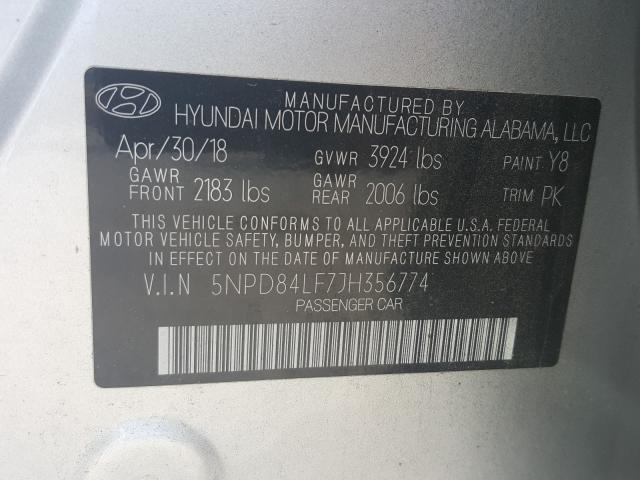 MANUFACTURED BY
HYUNDAI MOTOR MANUFACTURING ALABAMA, LLC
Apr/30/18 GVWR 3924 lbs PAINT Y8
GAWR FRONT 2183 lbs GAWR REAR 2006 lbs TRIM PK
THIS VEHICLE CONFORMS TO ALL APPLICABLE U.S.A. FEDERAL
MOTOR VEHICLE SAFETY, BUMPER, AND THEFT PREVENTION STANDARDS
IN EFFECT ON THE DATE OF MANUFACTURE SHOWN ABOVE.
V.I.N 5NPD84LF7JH356774
PASSENGER CAR